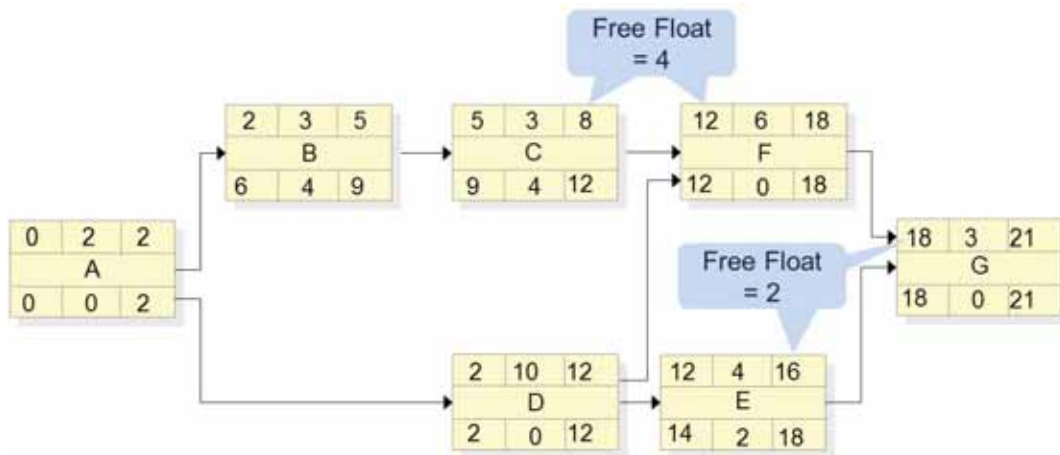 Free Float
= 4
2 3 5
B
6 4 9
5 3 8
C
9 4 12
12 6 18
F
12 0 18
0 2 2
A
0 0 2
Free Float
= 2
18 3 21
G
18 0 21
2 10 12
D
2 0 12
12 4 16
E
14 2 18